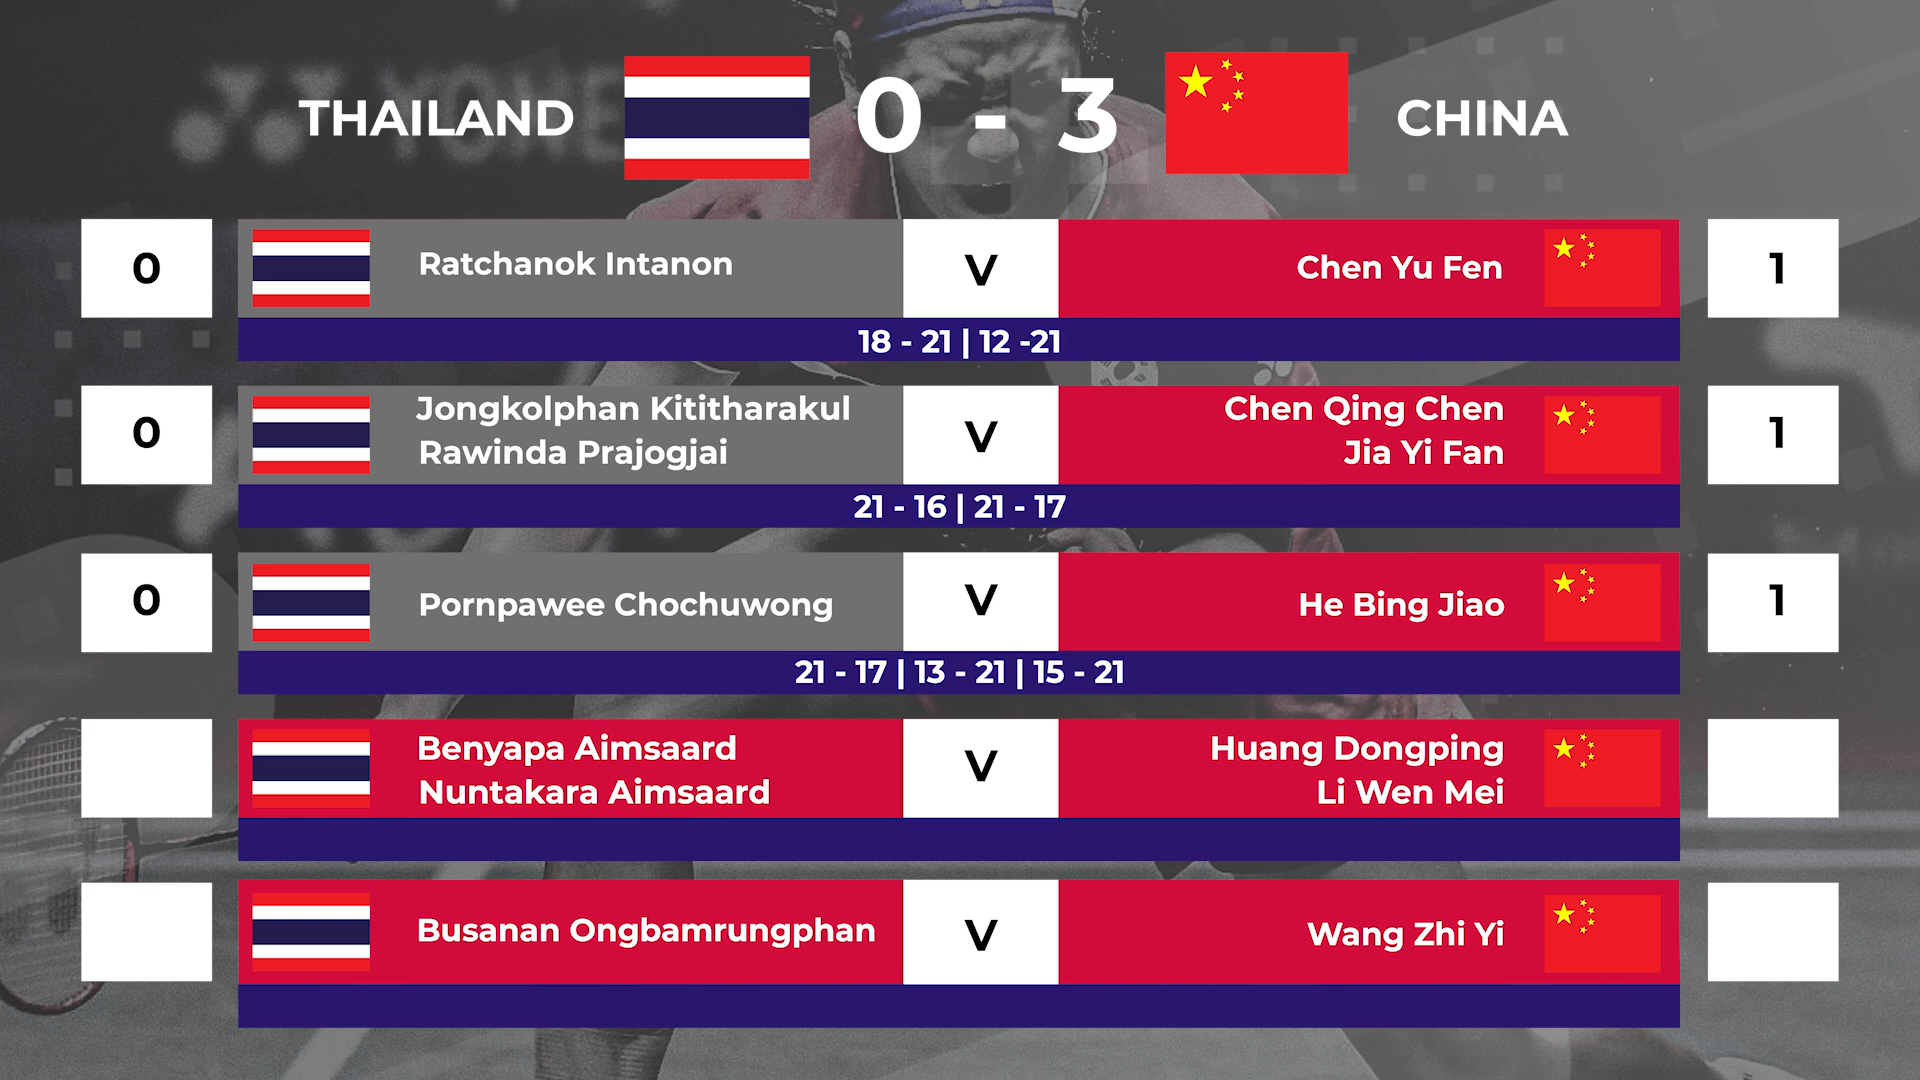 THAILAND 0 - 3 CHINA
0 Ratchanok Intanon V Chen Yu Fen 1
18 - 21 | 12 -21
Jongkolphan Kititharakul Chen Qing Chen
0 V 1
Rawinda Prajogjai Jia Yi Fan
21 - 16 | 21 - 17
0 Pornpawee Chochuwong V He Bing Jiao 1
21 - 17 | 13 - 21 | 15 - 21
Benyapa Aimsaard Huang Dongping
V
Nuntakara Aimsaard Li Wen Mei
Busanan Ongbamrungphan V Wang Zhi Yi